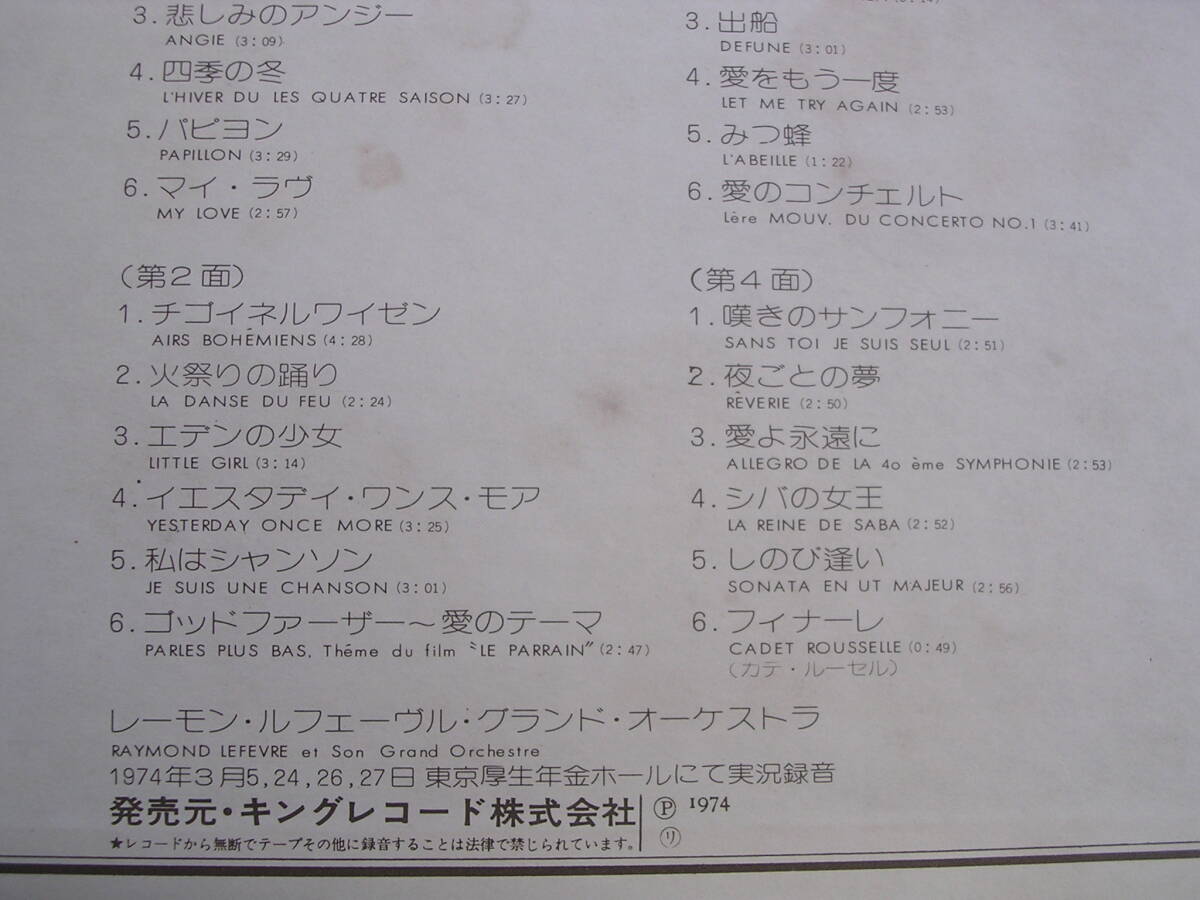 3. 悲しみのアンジー
ANGIE (3:09)
4. 四季の冬
L'HIVER DU LES QUATRE SAISON (3:27)
5. パピヨン
PAPILLON (3:29)
6. マイ・ラヴ
MY LOVE (2:57)
（第2面）
1. チゴイネルワイゼン
AIRS BOHÉMIENS (4:28)
2. 火祭りの踊り
LA DANSE DU FEU (2:24)
3. エデンの少女
LITTLE GIRL (3:14)
4. イエスタデイ・ワンス・モア
YESTERDAY ONCE MORE (3:25)
5. 私はシャンソン
JE SUIS UNE CHANSON (3:01)
6. ゴッドファーザー～愛のテーマ
PARLES PLUS BAS, Théme du film "LE PARRAIN" (2:47)
3. 出船
DEFUNE (3:01)
4. 愛をもう一度
LET ME TRY AGAIN (2:53)
5. みつ蜂
L'ABEILLE (1:22)
6. 愛のコンチェルト
Lère MOUV. DU CONCERTO NO.1 (3:41)
（第4面）
1. 嘆きのサンフォニー
SANS TOI JE SUIS SEUL (2:51)
2. 夜ごとの夢
RÊVERIE (2:50)
3. 愛よ永遠に
ALLEGRO DE LA 4o ème SYMPHONIE (2:53)
4. シバの女王
LA REINE DE SABA (2:52)
5. しのび逢い
SONATA EN UT MAJEUR (2:56)
6. フィナーレ
CADET ROUSSELLE (0:49)
（カテ・ルーセル）
レーモン・ルフェーヴル・グランド・オーケストラ
RAYMOND LEFEVRE et Son Grand Orchestre
1974年3月5,24,26,27日 東京厚生年金ホールにて実況録音
発売元・キングレコード株式会社 Ⓟ 1974
★レコードから無断でテープその他に録音することは法律で禁じられています。 ㋷